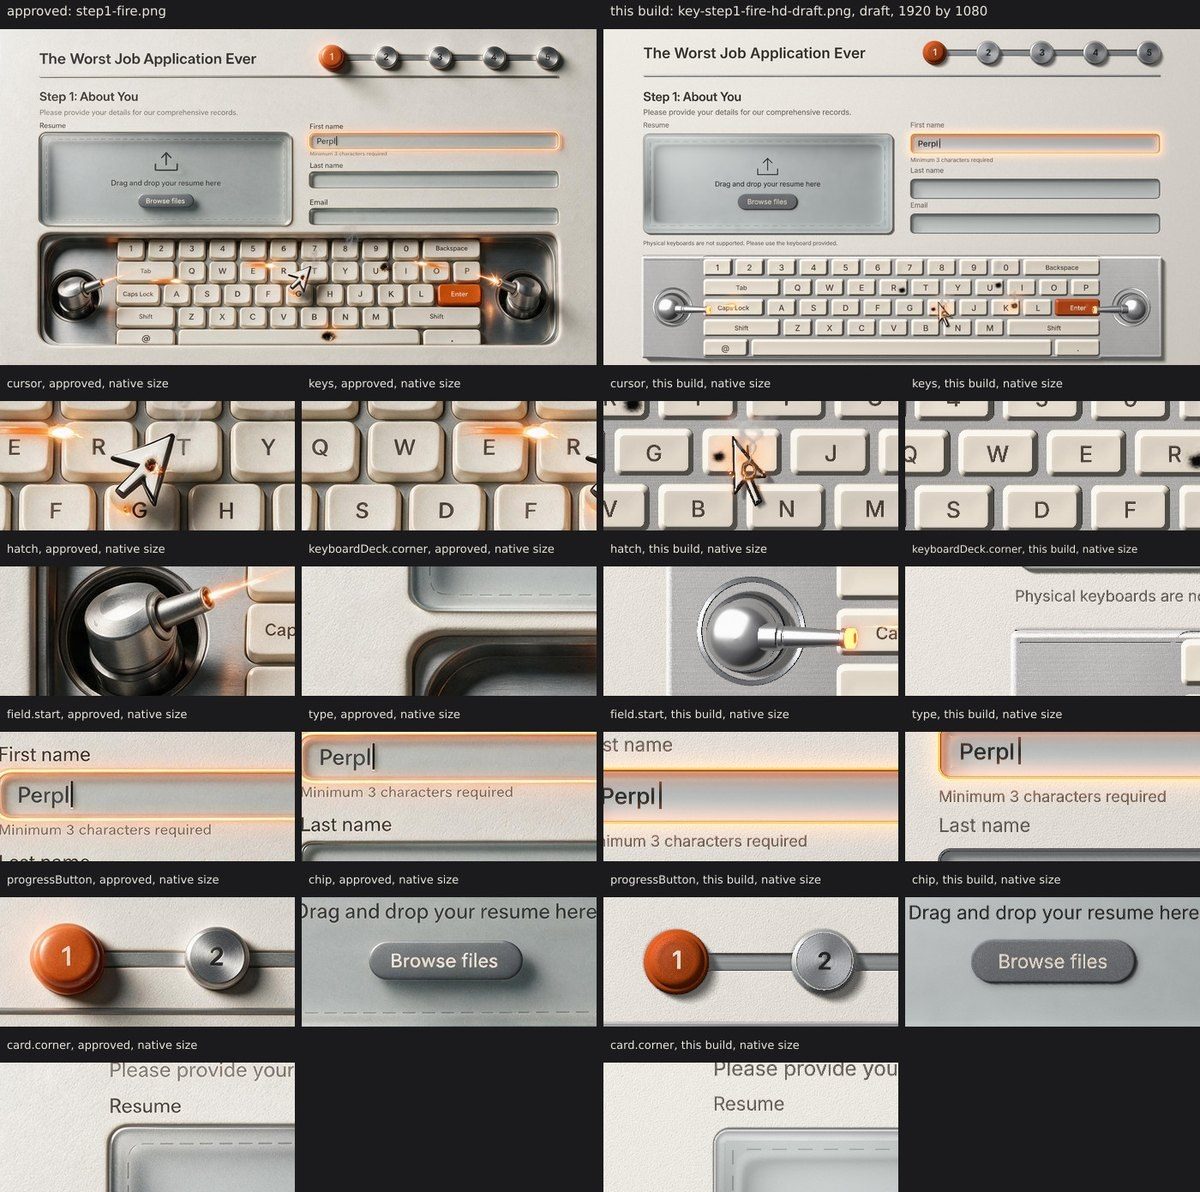 approved: step1-fire.png
The Worst Job Application Ever
1 2 3 4 5
Step 1: About You
Please provide your details for our comprehensive records.
Resume
First name
Perpl
Minimum 3 characters required
Drag and drop your resume here
Last name
Browse files
Email
1 2 3 4 5 6 7 8 9 0 Backspace
Tab Q W E R T Y U I O P
Caps Lock A S D F G H J K L Enter
Shift Z X C V B N M Shift
@ .
this build: key-step1-fire-hd-draft.png, draft, 1920 by 1080
The Worst Job Application Ever
1 2 3 4 5
Step 1: About You
Please provide your details for our comprehensive records.
Resume
First name
Perpl
Minimum 3 characters required
Last name
Drag and drop your resume here
Browse files
Email
Physical keyboards are not supported. Please use the keyboard provided.
1 2 3 4 5 6 7 8 9 0 Backspace
Tab Q W E R T Y U I O P
Caps Lock A S D F G J K L Enter
Shift Z X C V B N M Shift
@ .
cursor, approved, native size
keys, approved, native size
cursor, this build, native size
keys, this build, native size
E R T Y
F G H
Q W E R
S D F
G J
V B N M
Q W E R
S D F
hatch, approved, native size
keyboardDeck.corner, approved, native size
hatch, this build, native size
keyboardDeck.corner, this build, native size
Cap
Ca
Physical keyboards are no
field.start, approved, native size
type, approved, native size
field.start, this build, native size
type, this build, native size
First name
Perpl
Minimum 3 characters required
Last name
Perpl
Minimum 3 characters required
Last name
st name
Perpl
imum 3 characters required
Perpl
Minimum 3 characters required
Last name
progressButton, approved, native size
chip, approved, native size
progressButton, this build, native size
chip, this build, native size
1 2
Drag and drop your resume here
Browse files
1 2
Drag and drop your resume here
Browse files
card.corner, approved, native size
card.corner, this build, native size
Please provide your
Resume
Please provide you
Resume